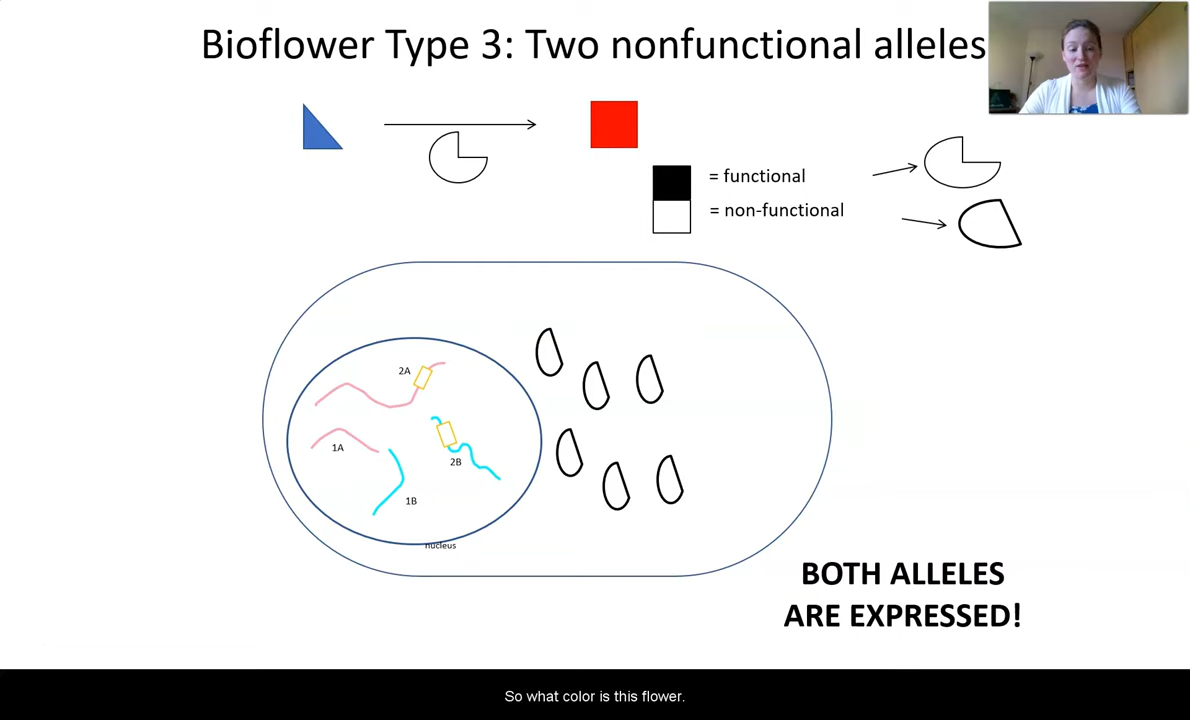 Bioflower Type 3: Two nonfunctional alleles
= functional
= non-functional
2A
1A
2B
1B
nucleus
BOTH ALLELES
ARE EXPRESSED!
So what color is this flower.